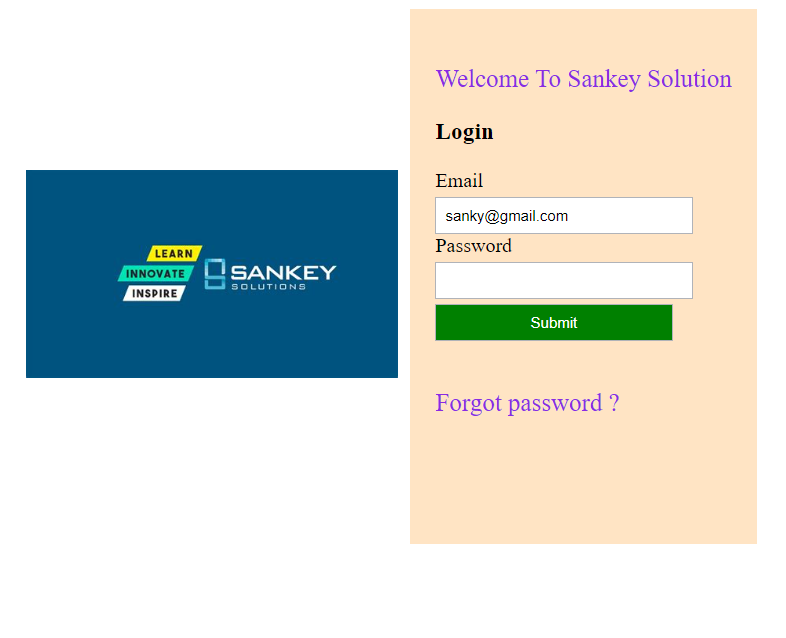 LEARN
INNOVATE
INSPIRE
SANKEY
SOLUTIONS
Welcome To Sankey Solution
Login
Email
sanky@gmail.com
Password
Submit
Forgot password ?